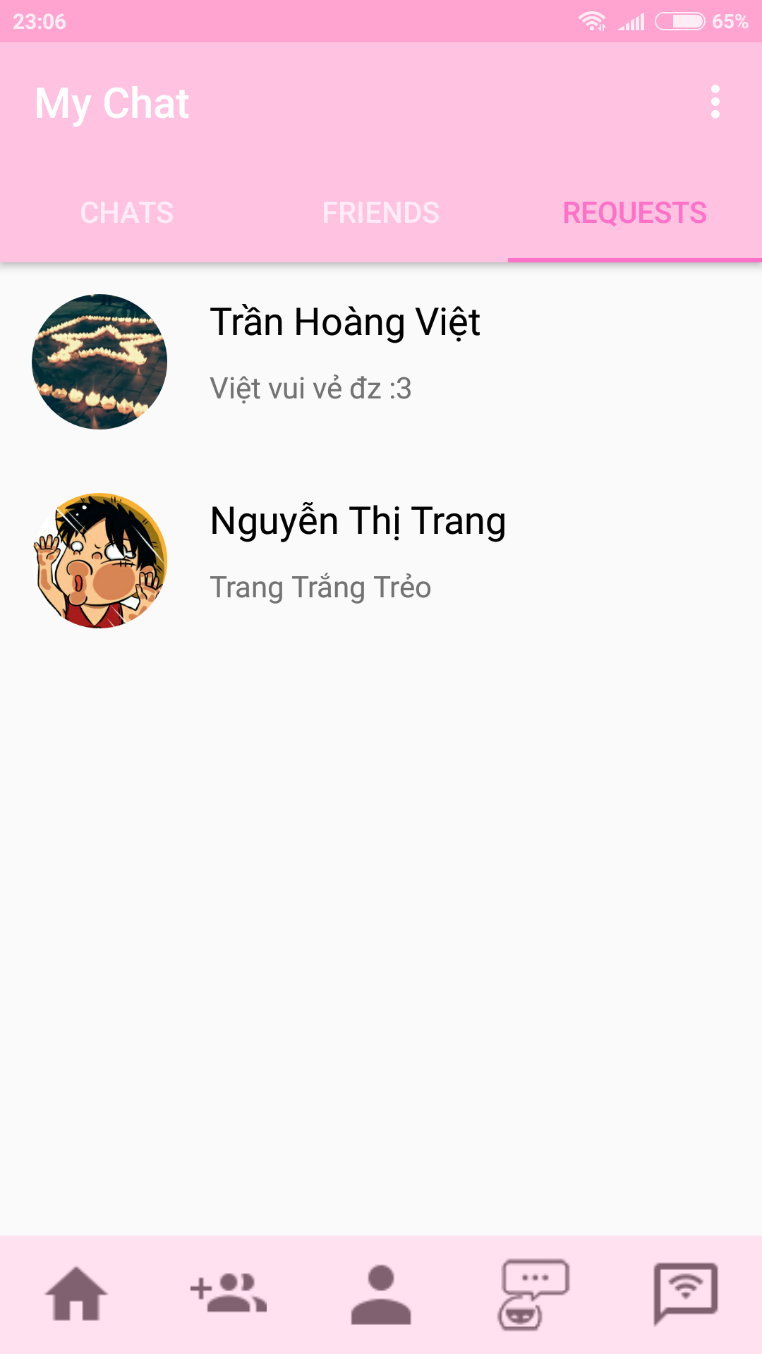 23:06
65%
My Chat
CHATS
FRIENDS
REQUESTS
Trần Hoàng Việt
Việt vui vẻ đz :3
Nguyễn Thị Trang
Trang Trắng Trẻo